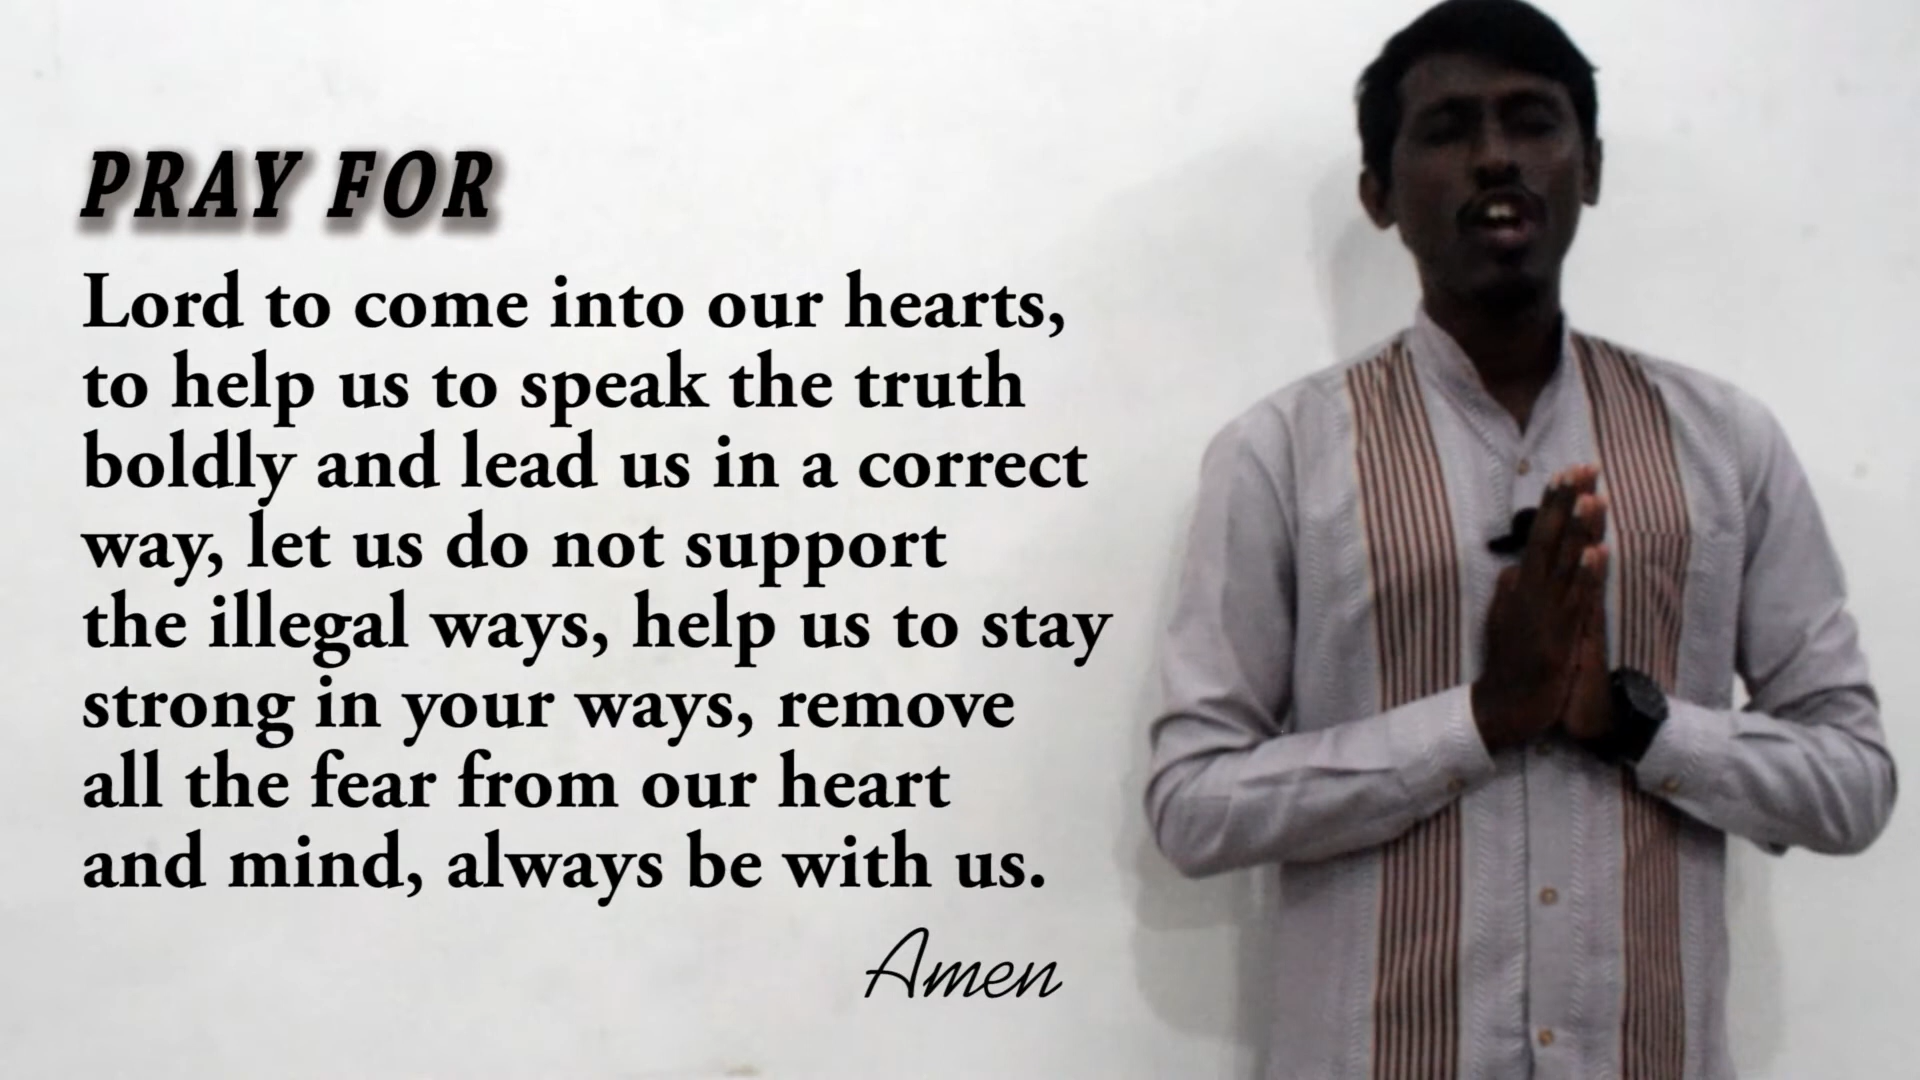 PRAY FOR
Lord to come into our hearts,
to help us to speak the truth
boldly and lead us in a correct
way, let us do not support
the illegal ways, help us to stay
strong in your ways, remove
all the fear from our heart
and mind, always be with us.
Amen